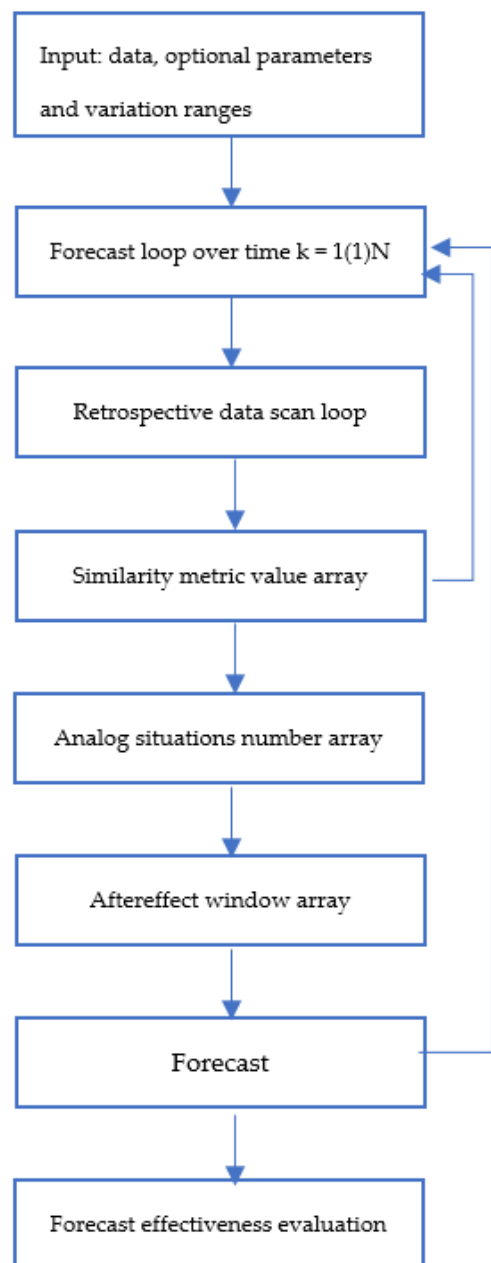 Input: data, optional parameters
and variation ranges
Forecast loop over time k = 1(1)N
Retrospective data scan loop
Similarity metric value array
Analog situations number array
Aftereffect window array
Forecast
Forecast effectiveness evaluation